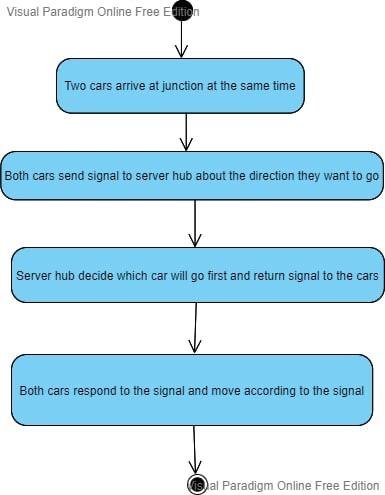 Visual Paradigm Online Free Edition
Two cars arrive at junction at the same time
Both cars send signal to server hub about the direction they want to go
Server hub decide which car will go first and return signal to the cars
Both cars respond to the signal and move according to the signal
Visual Paradigm Online Free Edition